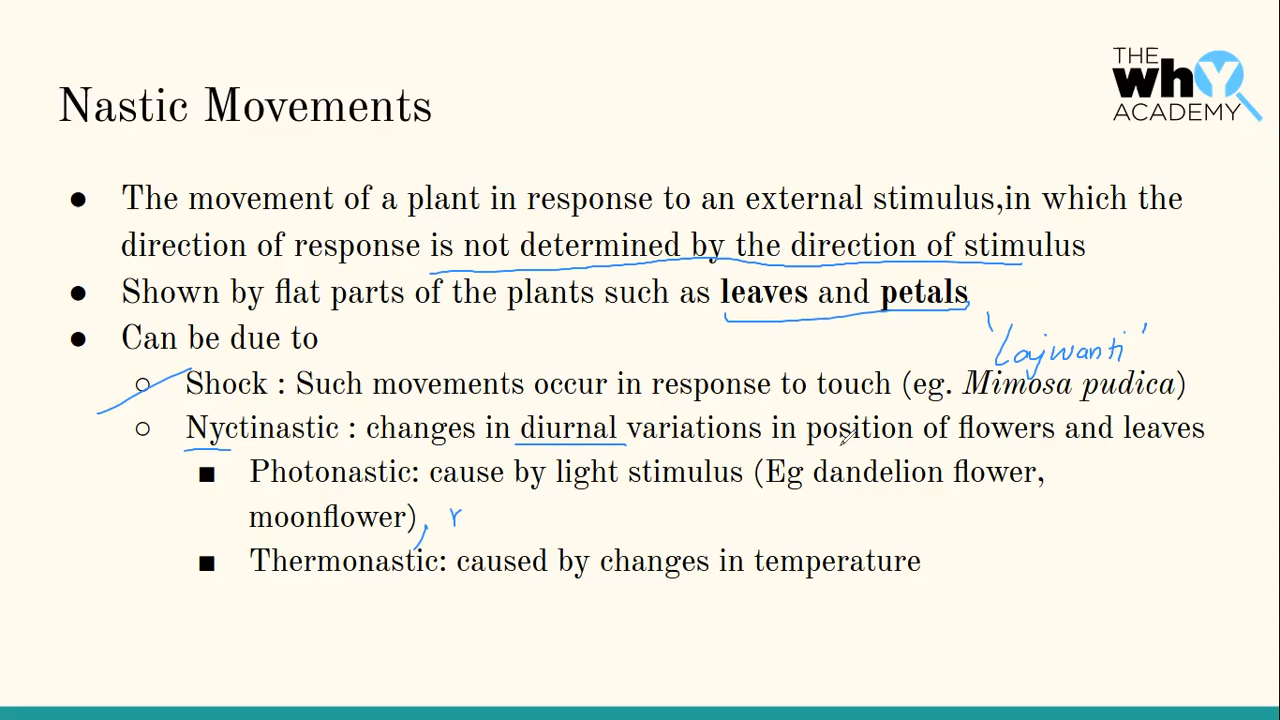 THE
whY
ACADEMY
Nastic Movements
● The movement of a plant in response to an external stimulus,in which the
direction of response is not determined by the direction of stimulus
● Shown by flat parts of the plants such as leaves and petals
● Can be due to
'Lajwanti'
○ Shock : Such movements occur in response to touch (eg. Mimosa pudica)
○ Nyctinastic : changes in diurnal variations in position of flowers and leaves
■ Photonastic: cause by light stimulus (Eg dandelion flower,
moonflower), r
■ Thermonastic: caused by changes in temperature